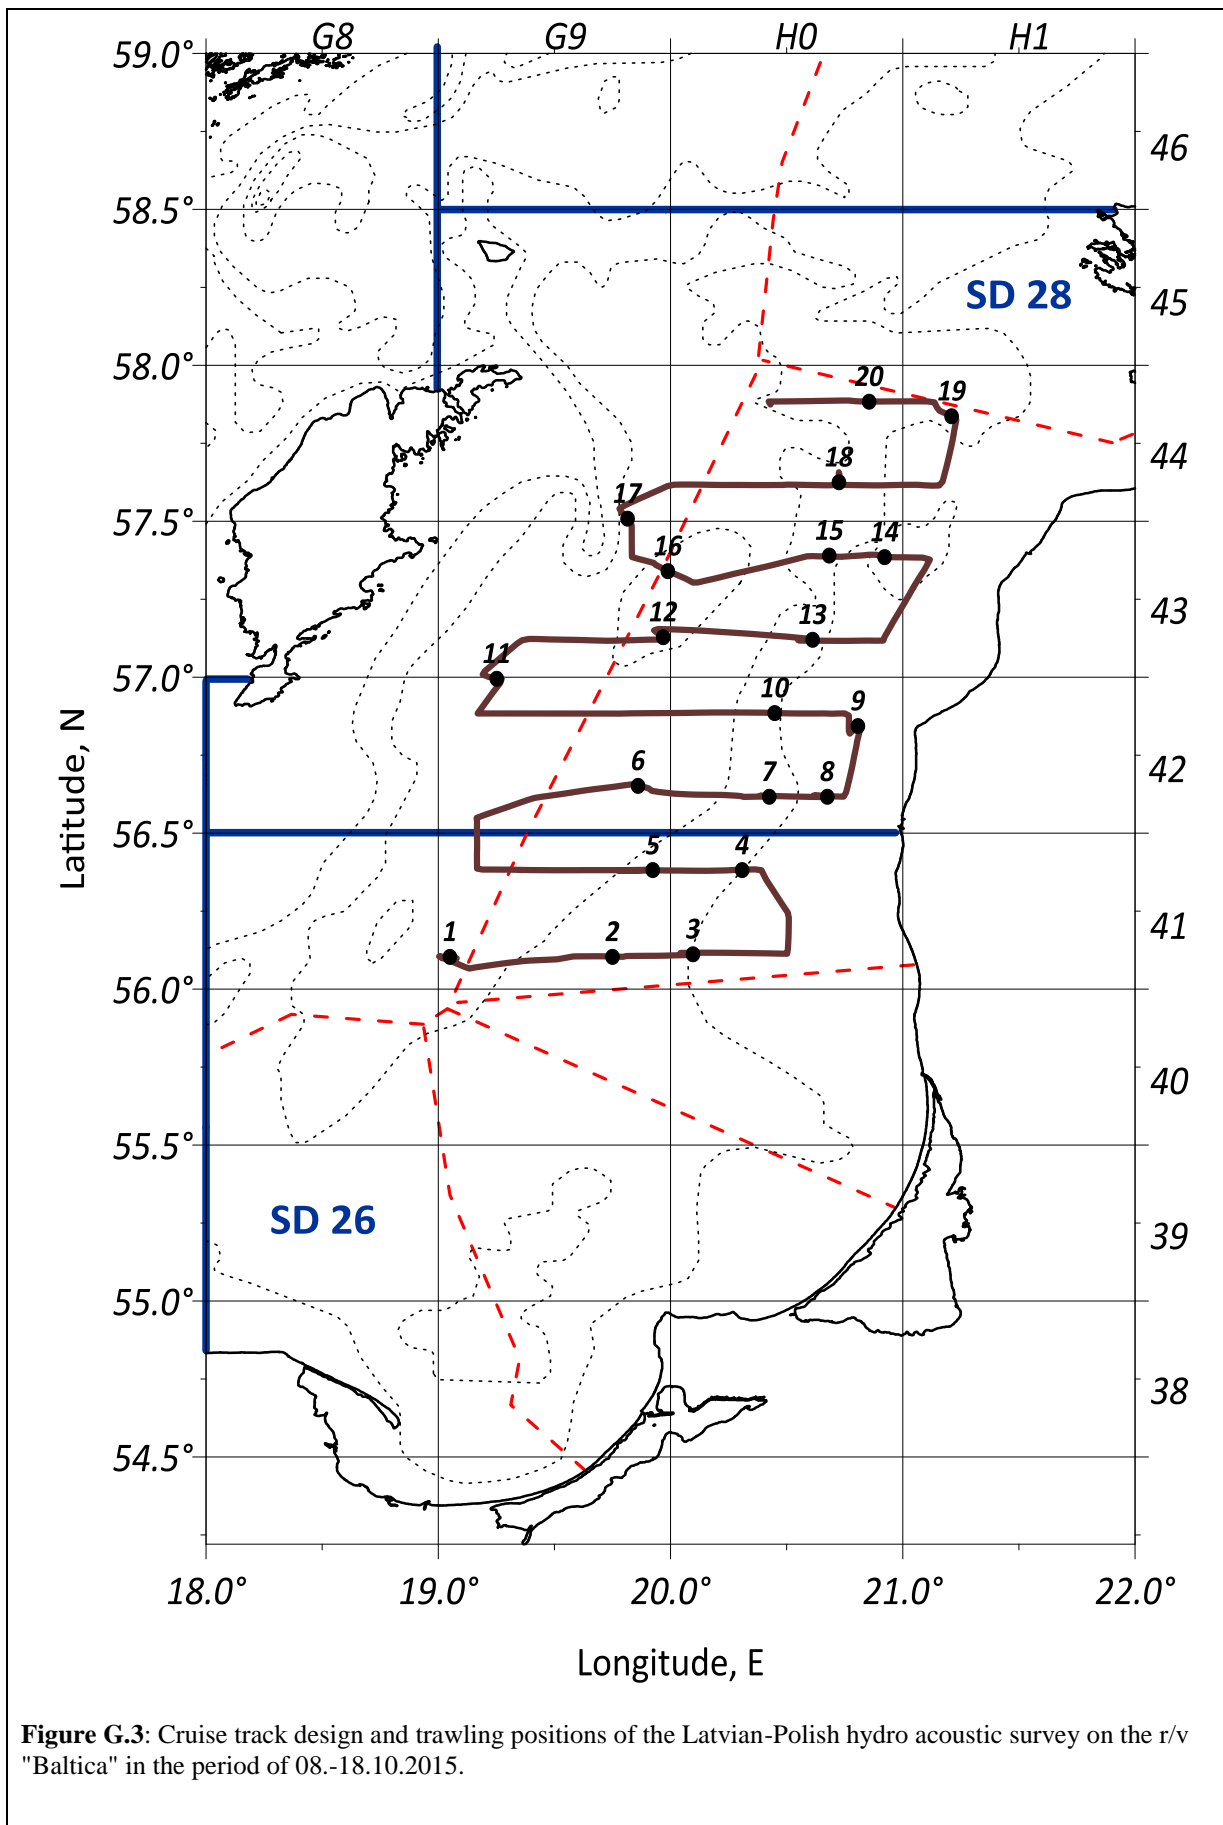 G8 G9 H0 H1
59.0°
46
58.5°
SD 28
45
58.0°
20
19
44
18
17
57.5°
15 14
16
43
12 13
11
57.0°
10 9
42
6 7 8
56.5°
5 4
41
1 2 3
56.0°
40
55.5°
SD 26
39
55.0°
38
54.5°
Latitude, N
18.0° 19.0° 20.0° 21.0° 22.0°
Longitude, E
Figure G.3: Cruise track design and trawling positions of the Latvian-Polish hydro acoustic survey on the r/v
"Baltica" in the period of 08.-18.10.2015.